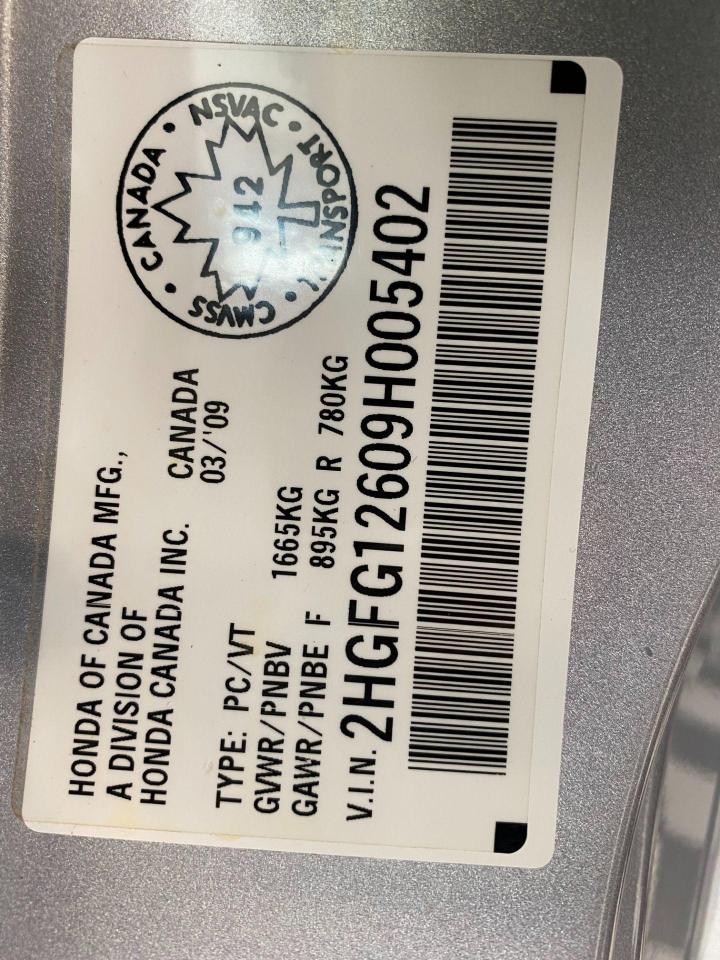 HONDA OF CANADA MFG.,
A DIVISION OF
HONDA CANADA INC. CANADA
03/'09
TYPE: PC/VT
GVWR/PNBV 1665KG
GAWR/PNBE F 895KG R 780KG
V.I.N. 2HGFG12609H005402
CANADA • NSVAC •
942
• CMVSS •